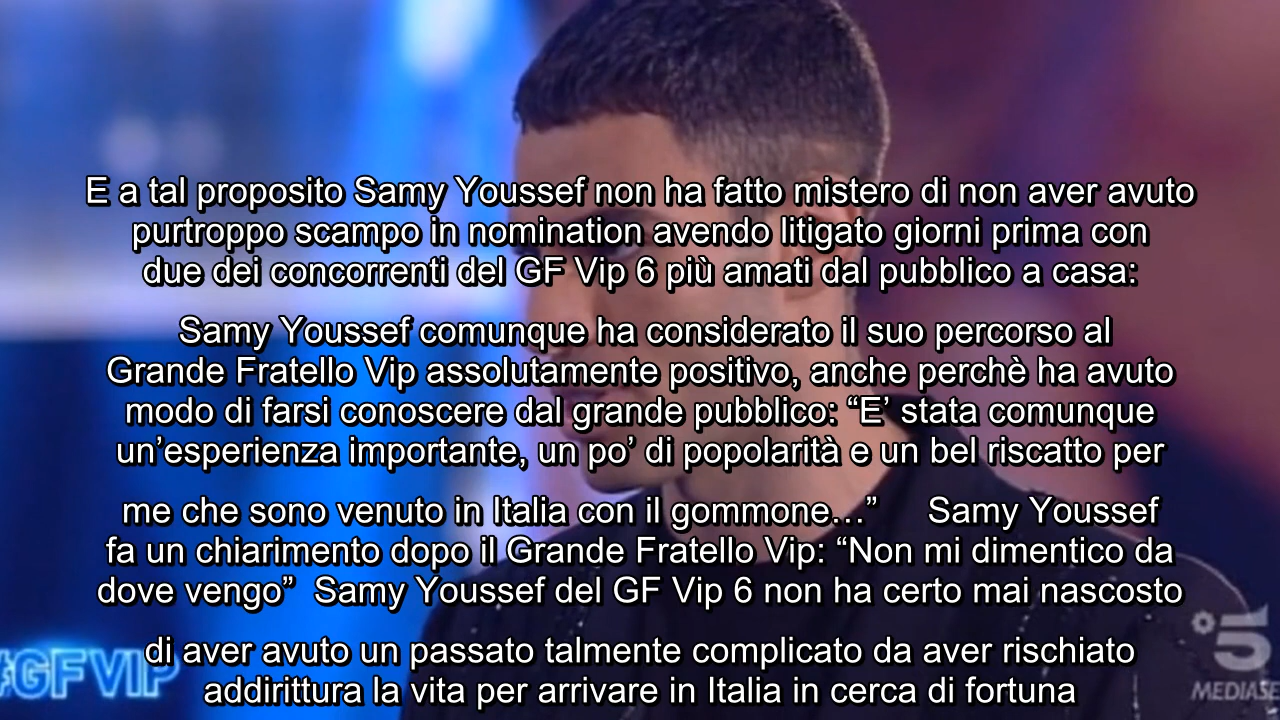 E a tal proposito Samy Youssef non ha fatto mistero di non aver avuto
purtroppo scampo in nomination avendo litigato giorni prima con
due dei concorrenti del GF Vip 6 più amati dal pubblico a casa:
Samy Youssef comunque ha considerato il suo percorso al
Grande Fratello Vip assolutamente positivo, anche perchè ha avuto
modo di farsi conoscere dal grande pubblico: “E’ stata comunque
un’esperienza importante, un po’ di popolarità e un bel riscatto per
me che sono venuto in Italia con il gommone…” Samy Youssef
fa un chiarimento dopo il Grande Fratello Vip: “Non mi dimentico da
dove vengo” Samy Youssef del GF Vip 6 non ha certo mai nascosto
di aver avuto un passato talmente complicato da aver rischiato
addirittura la vita per arrivare in Italia in cerca di fortuna
#GFVIP
5
MEDIASE